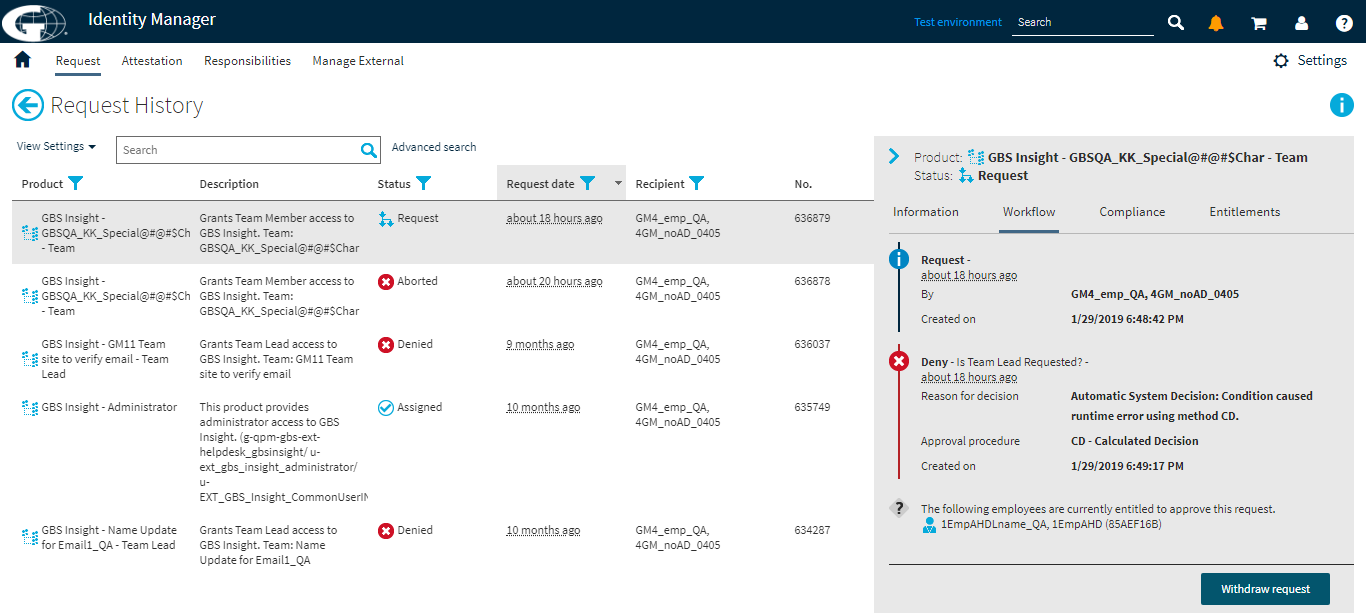 Identity Manager
Test environment
Search
Request
Attestation
Responsibilities
Manage External
Settings
Request History
View Settings
Search
Advanced search
Product
Description
Status
Request date
Recipient
No.
GBS Insight -
GBSQA_KK_Special@#@#$Ch
- Team
Grants Team Member access to
GBS Insight. Team:
GBSQA_KK_Special@#@#$Char
Request
about 18 hours ago
GM4_emp_QA,
4GM_noAD_0405
636879
GBS Insight -
GBSQA_KK_Special@#@#$Ch
- Team
Grants Team Member access to
GBS Insight. Team:
GBSQA_KK_Special@#@#$Char
Aborted
about 20 hours ago
GM4_emp_QA,
4GM_noAD_0405
636878
GBS Insight - GM11 Team
site to verify email - Team
Lead
Grants Team Lead access to
GBS Insight. Team: GM11 Team
site to verify email
Denied
9 months ago
GM4_emp_QA,
4GM_noAD_0405
636037
GBS Insight - Administrator
This product provides
administrator access to GBS
Insight. (g-qpm-gbs-ext-
helpdesk_gbsinsight/ u-
ext_gbs_insight_administrator/
u-
EXT_GBS_Insight_CommonUserIN
Assigned
10 months ago
GM4_emp_QA,
4GM_noAD_0405
635749
GBS Insight - Name Update
for Email1_QA - Team Lead
Grants Team Lead access to
GBS Insight. Team: Name
Update for Email1_QA
Denied
10 months ago
GM4_emp_QA,
4GM_noAD_0405
634287
Product: GBS Insight - GBSQA_KK_Special@#@#$Char - Team
Status: Request
Information
Workflow
Compliance
Entitlements
Request -
about 18 hours ago
By GM4_emp_QA, 4GM_noAD_0405
Created on 1/29/2019 6:48:42 PM
Deny - Is Team Lead Requested? -
about 18 hours ago
Reason for decision Automatic System Decision: Condition caused
runtime error using method CD.
Approval procedure CD - Calculated Decision
Created on 1/29/2019 6:49:17 PM
The following employees are currently entitled to approve this request.
1EmpAHDLname_QA, 1EmpAHD (85AEF16B)
Withdraw request